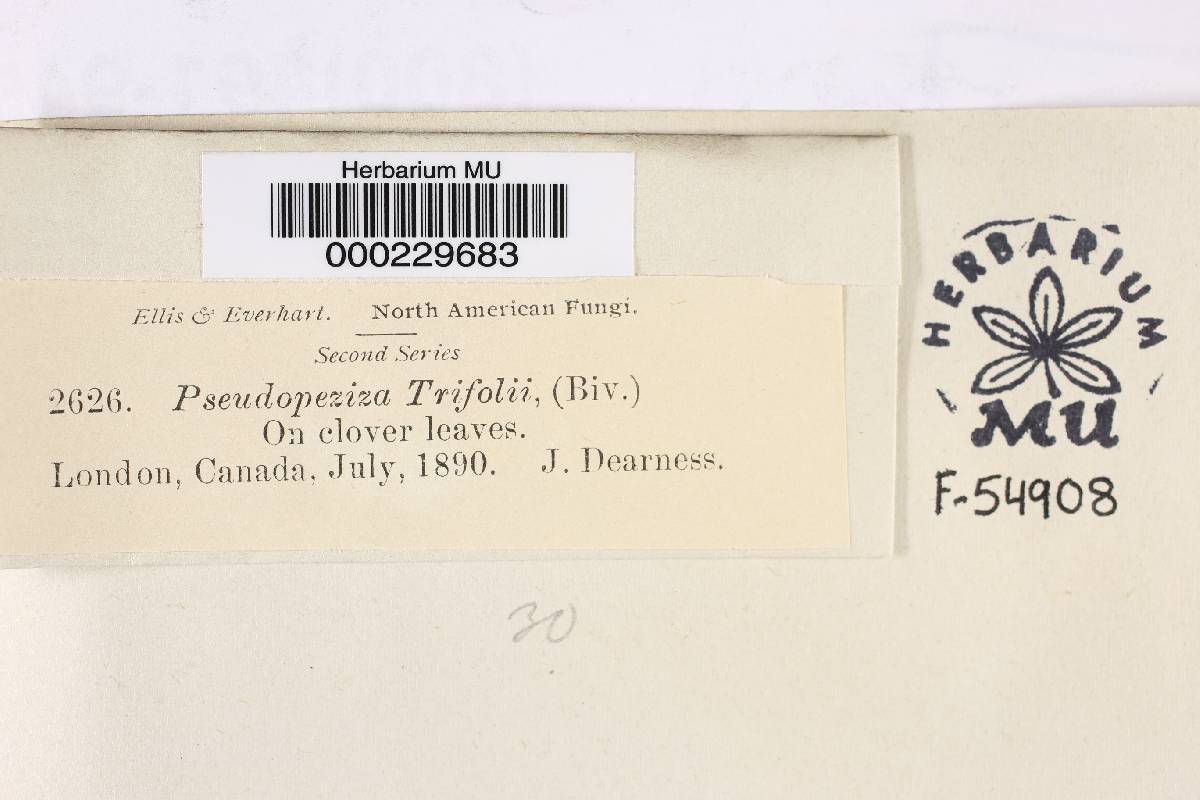 Herbarium MU
000229683
Ellis & Everhart. North American Fungi.
Second Series
2626. Pseudopeziza Trifolii, (Biv.)
On clover leaves.
London, Canada, July, 1890. J. Dearness.
HERBARIUM
MU
F-54908
30